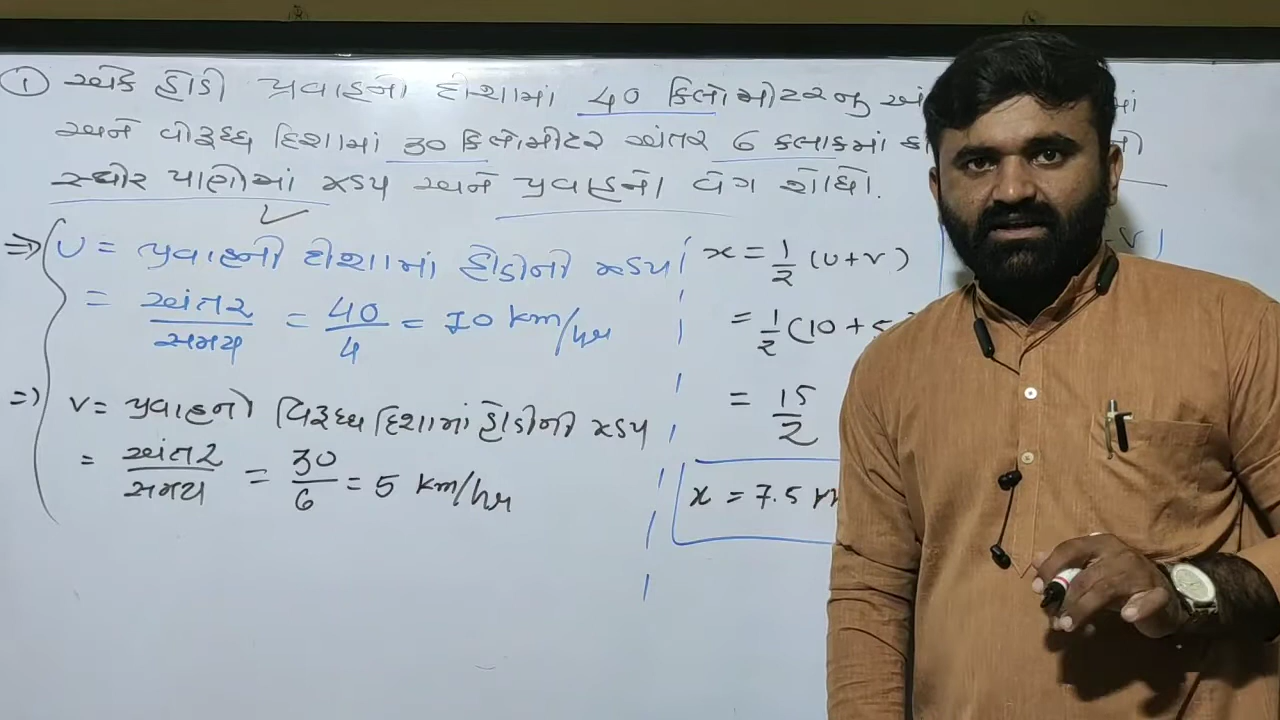 ① એક હોડી પ્રવાહની દીશામાં 40 કિલોમીટરનુ
અને વીરૂધ્ધ દિશામાં 30 કિલોમીટર અંતર 6 કલાકમાં
સ્થીર પાણીમાં ઝડપ અને પ્રવાહનો વેગ શોધો.
⇒ U = પ્રવાહની દીશામાં હોડીની ઝડપ
= અંતર/સમય = 40/4 = 10 km/hr
⇒ V = પ્રવાહની વિરૂધ્ધ દિશામાં હોડીની ઝડપ
= અંતર/સમય = 30/6 = 5 km/hr
x = 1/2 (U+V)
= 1/2 (10 + 5
= 15/2
x = 7.5